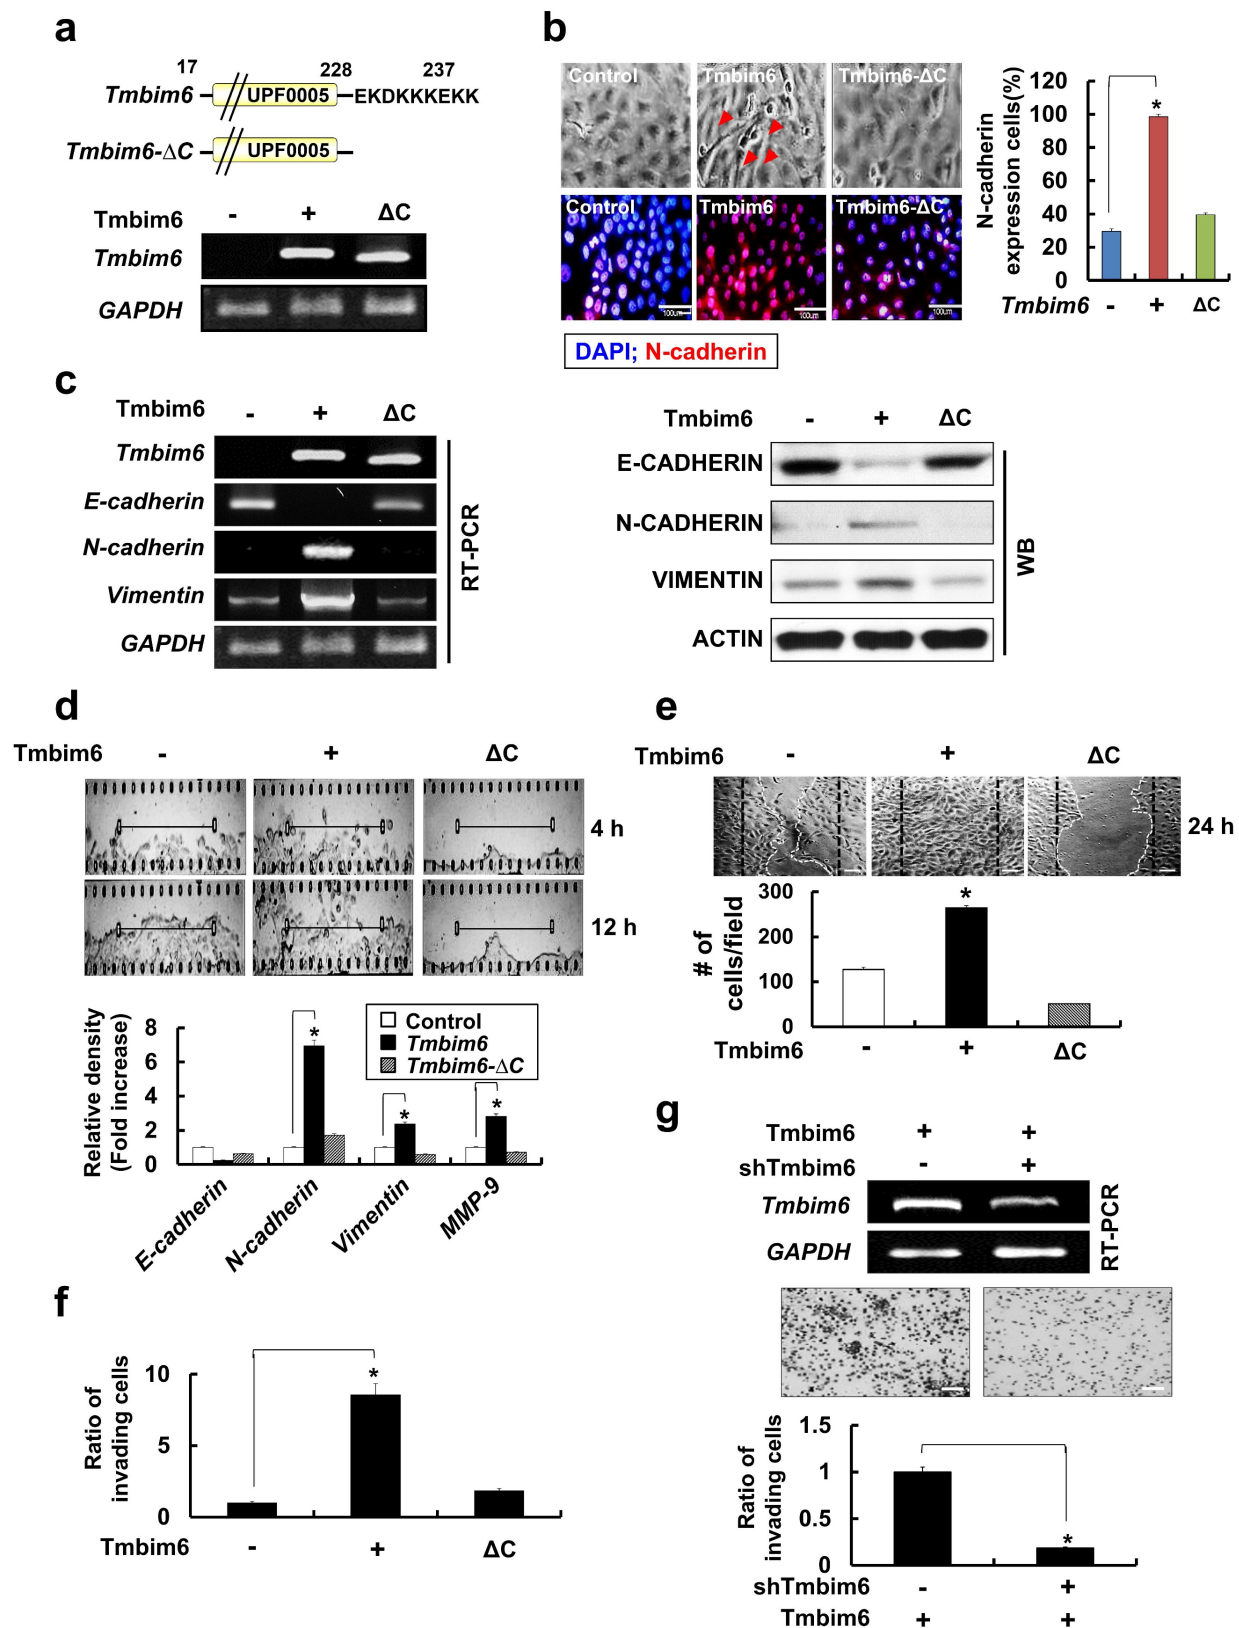 a
17 228 237
Tmbim6 UPF0005 EKDKKKEKK
Tmbim6-ΔC UPF0005
Tmbim6 - + ΔC
Tmbim6
GAPDH
b
Control Tmbim6 Tmbim6-ΔC
Control Tmbim6 Tmbim6-ΔC
100um 100um 100um
DAPI; N-cadherin
N-cadherin
expression cells(%)
120
100
80
60
40
20
0
*
Tmbim6 - + ΔC
c
Tmbim6 - + ΔC
Tmbim6
E-cadherin
N-cadherin
Vimentin
GAPDH
RT-PCR
Tmbim6 - + ΔC
E-CADHERIN
N-CADHERIN
VIMENTIN
ACTIN
WB
d
Tmbim6 - + ΔC
4 h
12 h
Relative density
(Fold increase)
8
6
4
2
0
Control
Tmbim6
Tmbim6-ΔC
* * *
E-cadherin N-cadherin Vimentin MMP-9
e
Tmbim6 - + ΔC
24 h
# of
cells/field
300
200
100
0
*
Tmbim6 - + ΔC
f
Ratio of
invading cells
10
5
0
*
Tmbim6 - + ΔC
g
Tmbim6 + +
shTmbim6 - +
Tmbim6
GAPDH
RT-PCR
Ratio of
invading cells
1.5
1
0.5
0
*
shTmbim6 - +
Tmbim6 + +